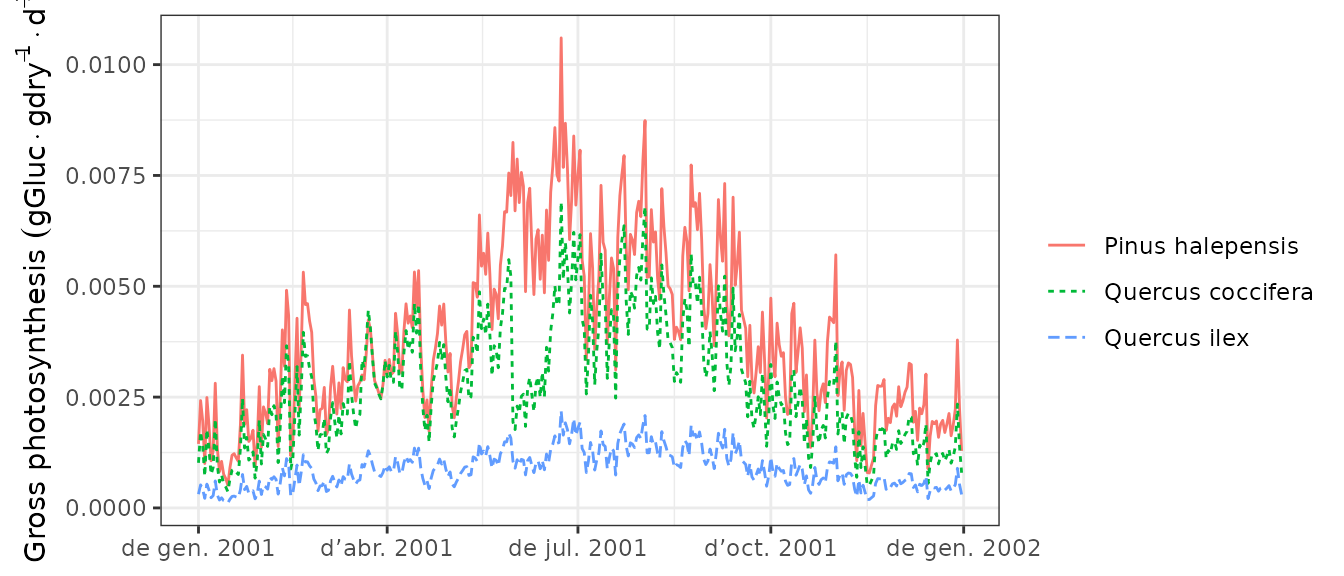 Gross photosynthesis (gGluc · gdry⁻¹ · d
0.0100
0.0075
0.0050
0.0025
0.0000
de gen. 2001 d’abr. 2001 de jul. 2001 d’oct. 2001 de gen. 2002
Pinus halepensis
Quercus coccifera
Quercus ilex